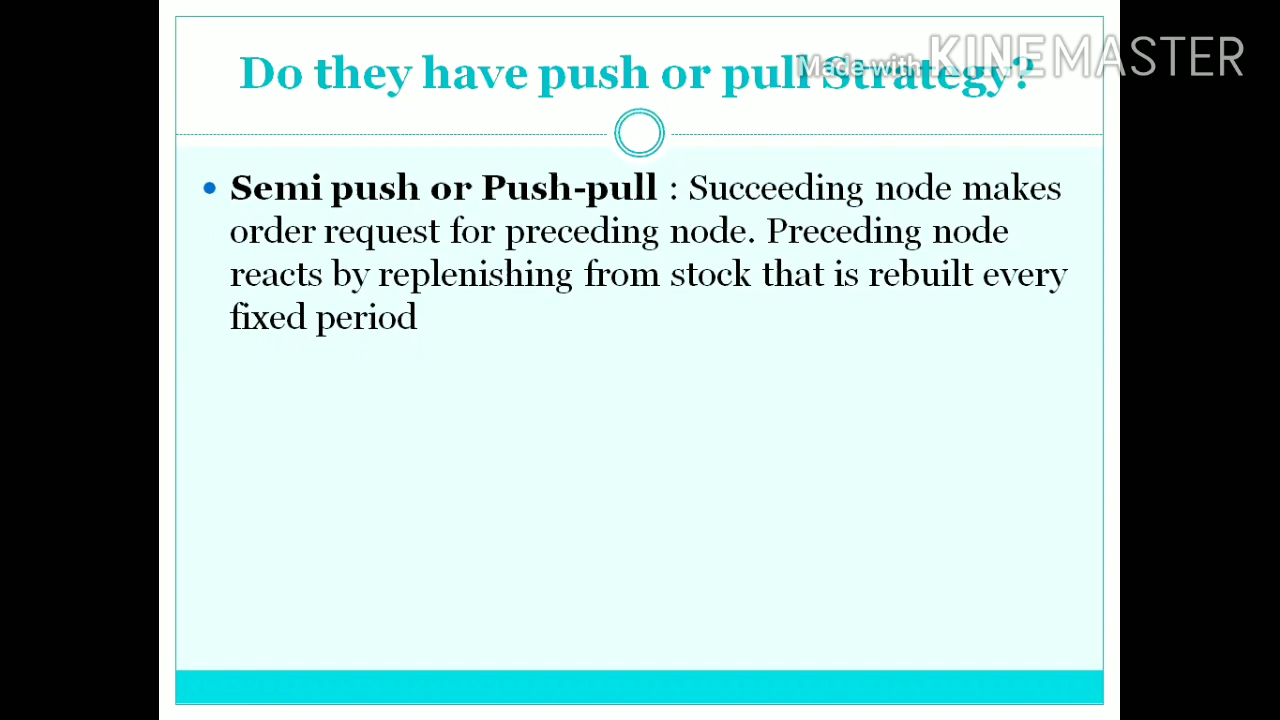 Do they have push or pull Strategy?
Made with KINEMASTER
Semi push or Push-pull : Succeeding node makes
order request for preceding node. Preceding node
reacts by replenishing from stock that is rebuilt every
fixed period